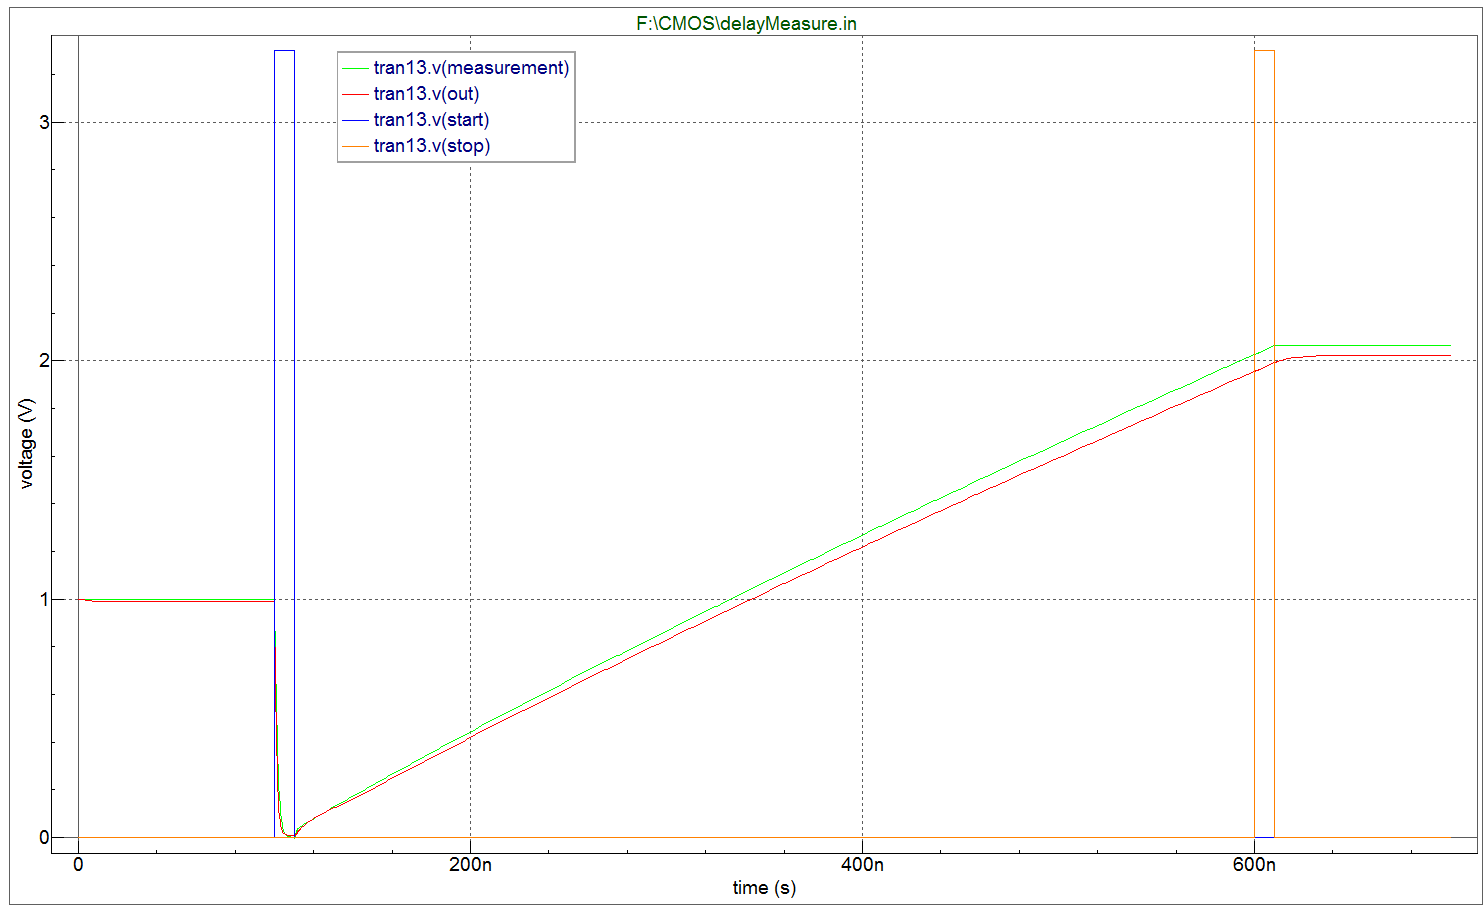 F:\CMOS\delayMeasure.in
tran13.v(measurement)
tran13.v(out)
tran13.v(start)
tran13.v(stop)
3
2
1
0
voltage (V)
0 200n 400n 600n
time (s)